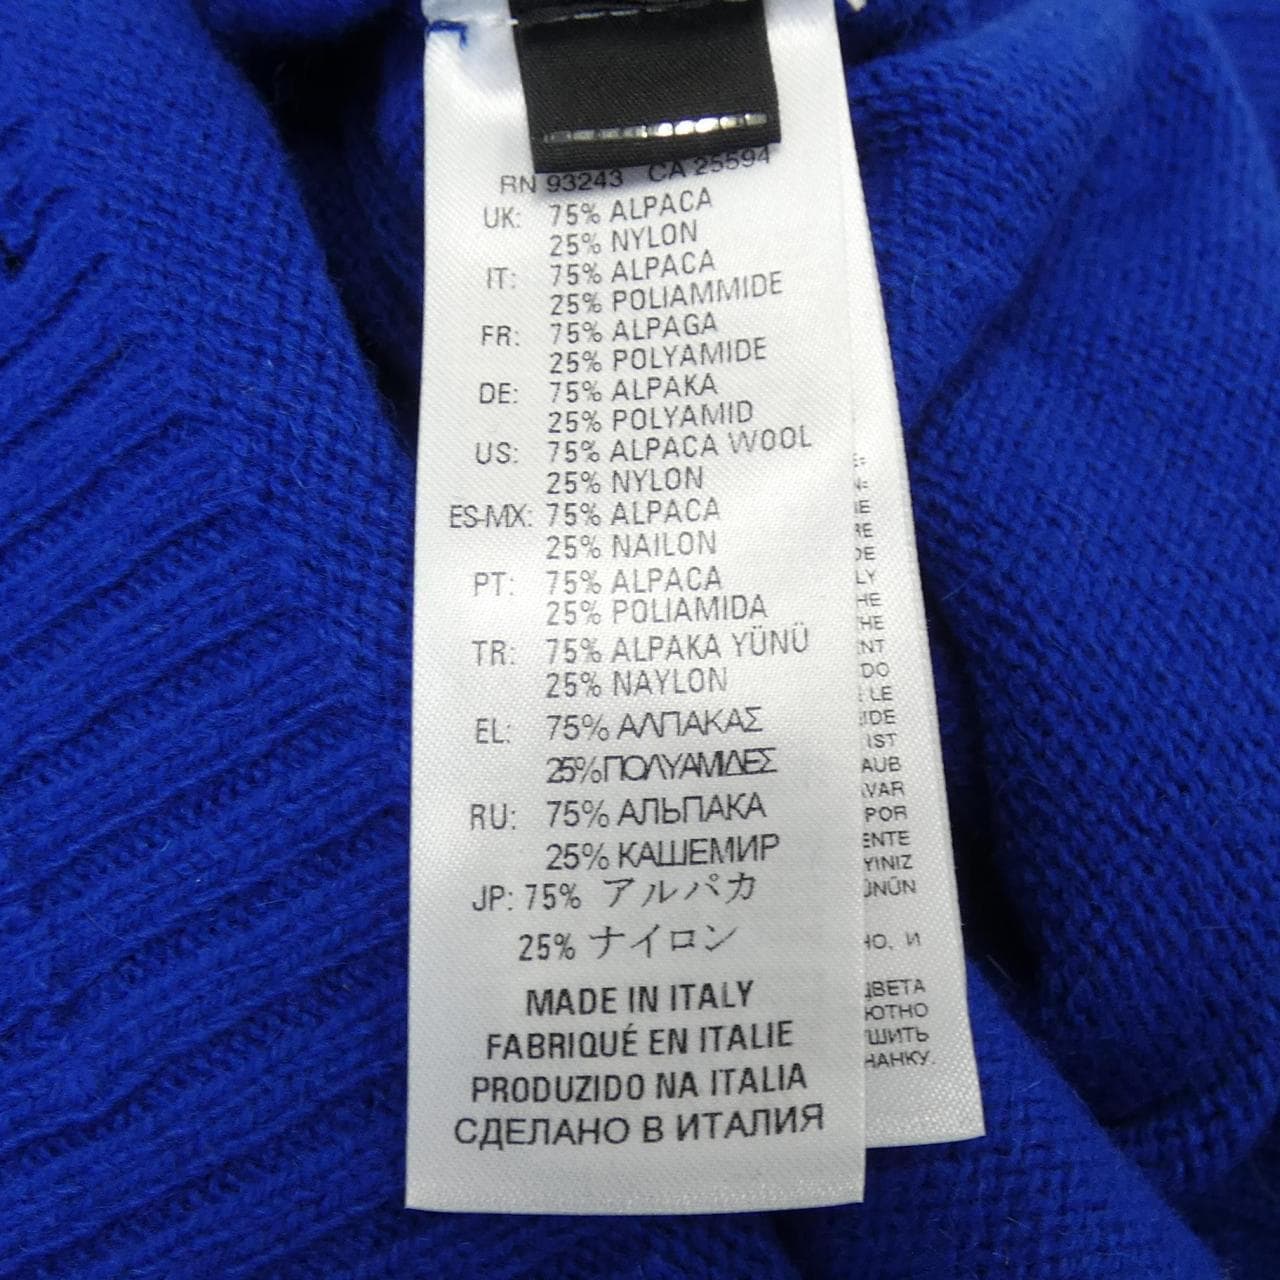 RN 93243 CA 25594
UK: 75% ALPACA
25% NYLON
IT: 75% ALPACA
25% POLIAMMIDE
FR: 75% ALPAGA
25% POLYAMIDE
DE: 75% ALPAKA
25% POLYAMID
US: 75% ALPACA WOOL
25% NYLON
ES-MX: 75% ALPACA
25% NAILON
PT: 75% ALPACA
25% POLIAMIDA
TR: 75% ALPAKA YÜNÜ
25% NAYLON
EL: 75% ΑΛΠΑΚΑΣ
25% ΠΟΛΥΑΜΙΔΕΣ
RU: 75% АЛЬПАКА
25% КАШЕМИР
JP: 75% アルパカ
25% ナイロン
MADE IN ITALY
FABRIQUÉ EN ITALIE
PRODUZIDO NA ITALIA
СДЕЛАНО В ИТАЛИЯ
LE
IST
POR
И